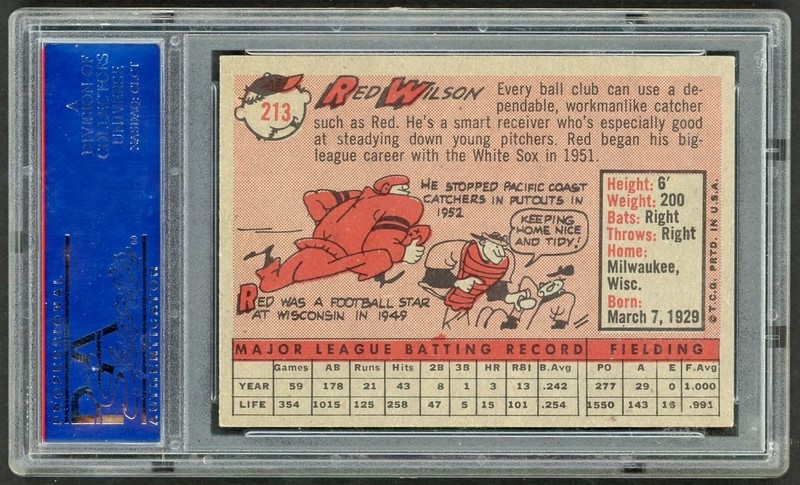 A
DIVISION OF
COLLECTORS
UNIVERSE
NASDAQ: CLCT
PROFESSIONAL
PSA
AUTHENTICATOR
213
RED WILSON
Every ball club can use a de-
pendable, workmanlike catcher
such as Red. He's a smart receiver who's especially good
at steadying down young pitchers. Red began his big-
league career with the White Sox in 1951.
HE STOPPED PACIFIC COAST
CATCHERS IN PUTOUTS IN
1952
KEEPING
HOME NICE
AND TIDY!
RED WAS A FOOTBALL STAR
AT WISCONSIN IN 1949
Height: 6'
Weight: 200
Bats: Right
Throws: Right
Home:
Milwaukee,
Wisc.
Born:
March 7, 1929
© T.C.G. PRTD. IN U.S.A.
MAJOR LEAGUE BATTING RECORD FIELDING
Games AB Runs Hits 2B 3B HR RBI B.Avg PO A E F.Avg
YEAR 59 178 21 43 8 1 3 13 .242 277 29 0 1.000
LIFE 354 1015 125 258 47 5 15 111 .254 1550 143 16 .991